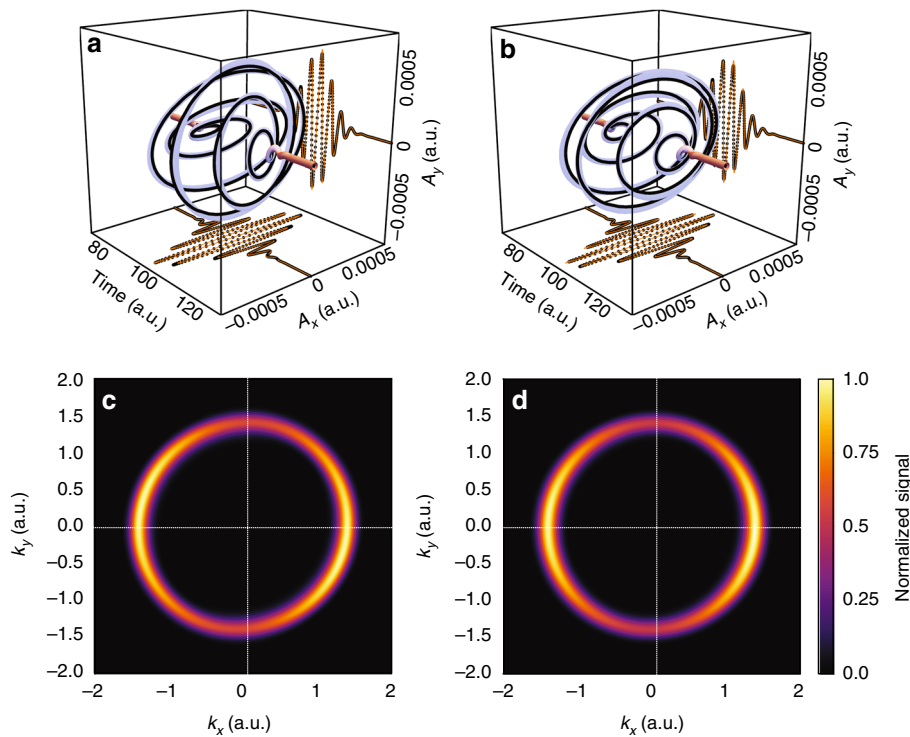 a
0.0005
0
−0.0005
A_y (a.u.)
80
100
120
Time (a.u.)
−0.0005
0
0.0005
A_x (a.u.)
b
0.0005
0
−0.0005
A_y (a.u.)
80
100
120
Time (a.u.)
−0.0005
0
0.0005
A_x (a.u.)
c
2.0
1.5
1.0
0.5
0.0
−0.5
−1.0
−1.5
−2.0
k_y (a.u.)
−2 −1 0 1 2
k_x (a.u.)
d
2.0
1.5
1.0
0.5
0.0
−0.5
−1.0
−1.5
−2.0
k_y (a.u.)
−2 −1 0 1 2
k_x (a.u.)
1.0
0.75
0.5
0.25
0.0
Normalized signal